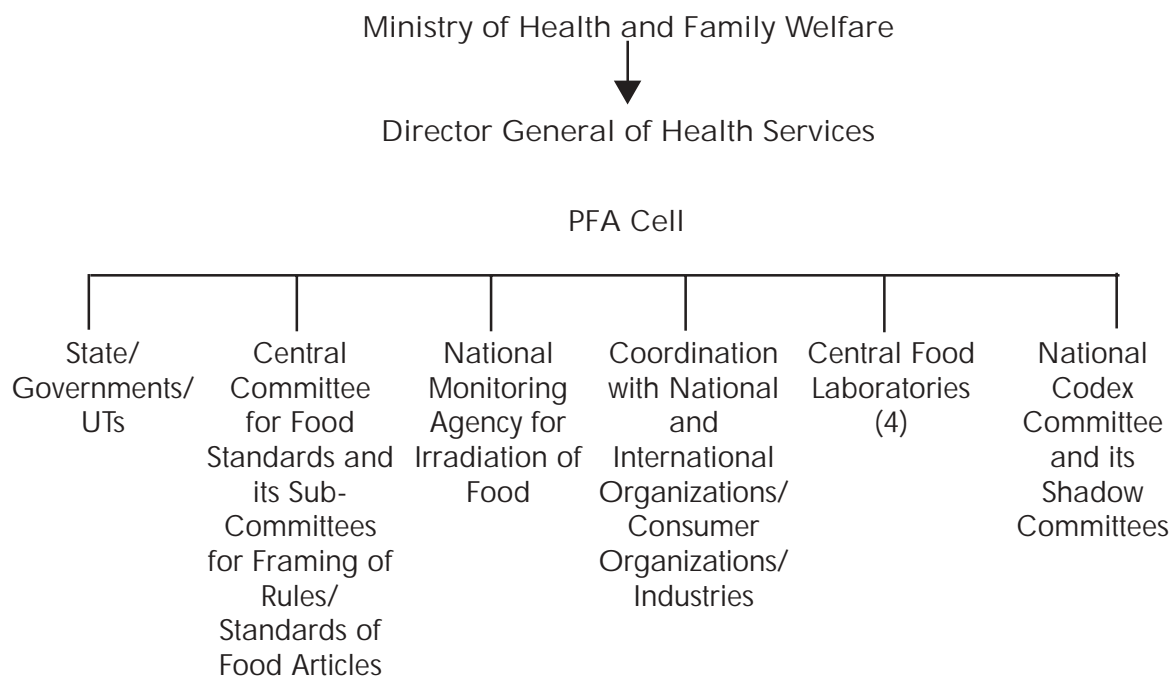 Ministry of Health and Family Welfare
Director General of Health Services
PFA Cell
State/
Governments/
UTs
Central
Committee
for Food
Standards and
its Sub-
Committees
for Framing of
Rules/
Standards of
Food Articles
National
Monitoring
Agency for
Irradiation of
Food
Coordination
with National
and
International
Organizations/
Consumer
Organizations/
Industries
Central Food
Laboratories
(4)
National
Codex
Committee
and its
Shadow
Committees